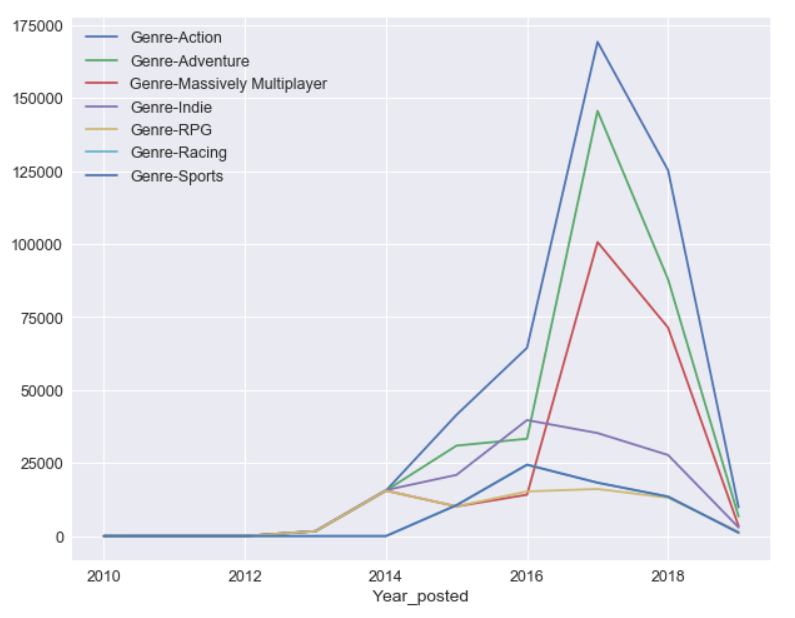 175000
150000
125000
100000
75000
50000
25000
0
Genre-Action
Genre-Adventure
Genre-Massively Multiplayer
Genre-Indie
Genre-RPG
Genre-Racing
Genre-Sports
2010 2012 2014 2016 2018
Year_posted